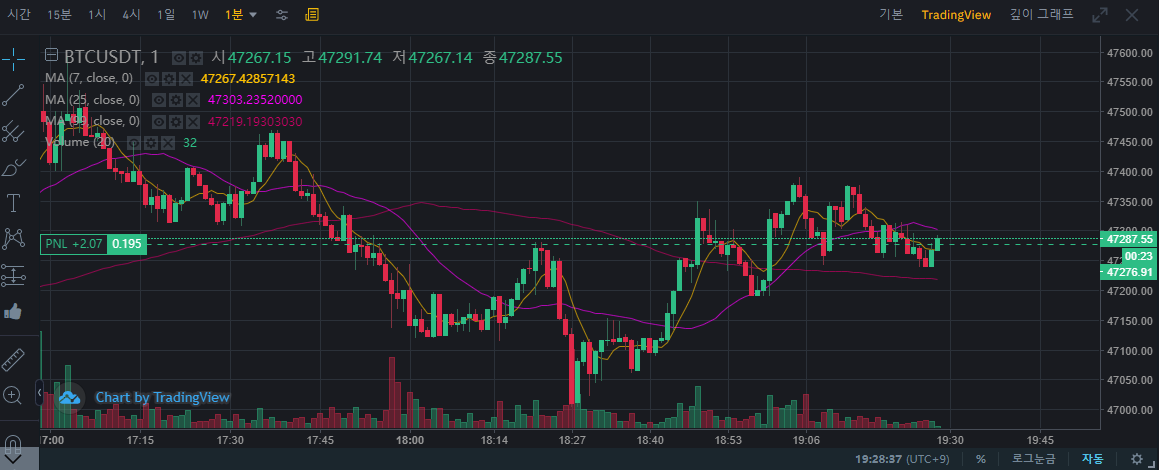 시간 15분 1시 4시 1일 1W 1분 기본 TradingView 깊이 그래프
BTCUSDT, 1 시47267.15 고47291.74 저47267.14 종47287.55
MA (7, close, 0) 47267.42857143
MA (25, close, 0) 47303.23520000
MA (99, close, 0) 47219.19303030
Volume (20) 32
47600.00
47550.00
47500.00
47450.00
47400.00
47350.00
47300.00
PNL +2.07 0.195
47287.55
00:23
47276.91
47200.00
47150.00
47100.00
47050.00
47000.00
Chart by TradingView
17:00 17:15 17:30 17:45 18:00 18:14 18:27 18:40 18:53 19:06 19:30 19:45
19:28:37 (UTC+9) % 로그눈금 자동